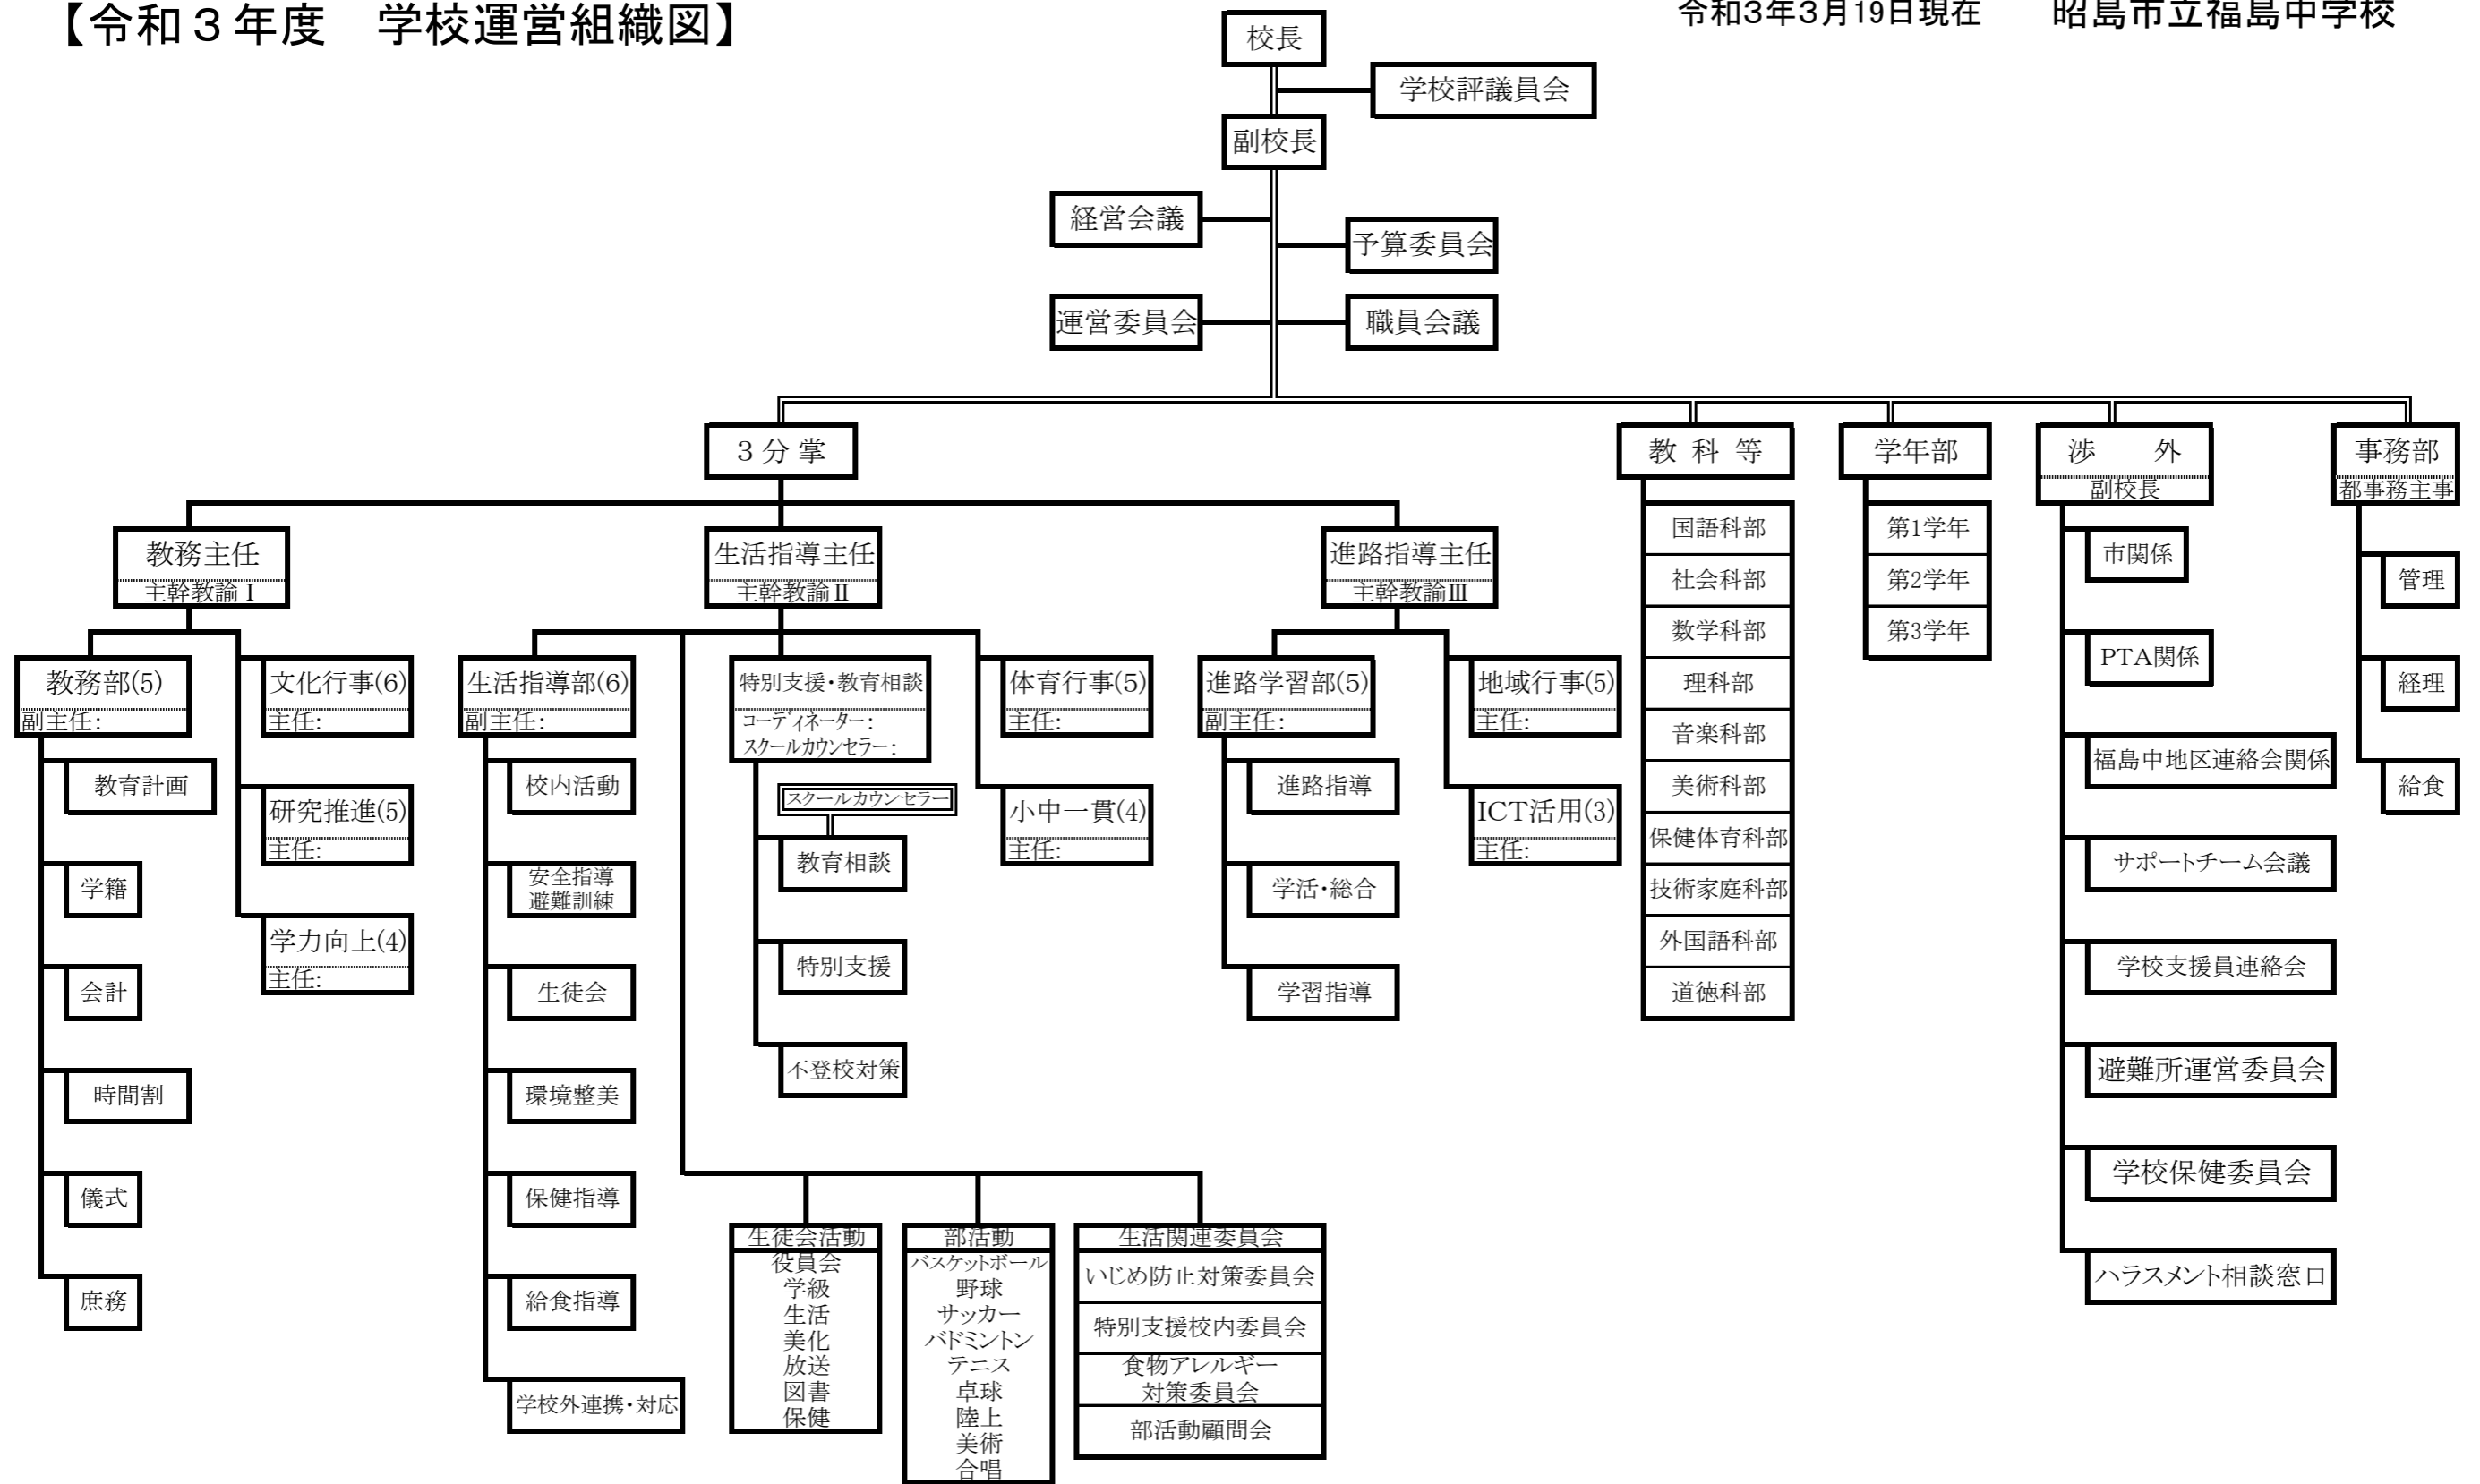 【令和３年度　学校運営組織図】
令和3年3月19日現在　　昭島市立福島中学校
校長
学校評議員会
副校長
経営会議
予算委員会
運営委員会
職員会議
３分掌
教 科 等
学年部
渉　　外
副校長
事務部
都事務主事
教務主任
主幹教諭Ⅰ
生活指導主任
主幹教諭Ⅱ
進路指導主任
主幹教諭Ⅲ
教務部(5)
副主任：
教育計画
学籍
会計
時間割
儀式
庶務
文化行事(6)
主任：
研究推進(5)
主任：
学力向上(4)
主任：
生活指導部(6)
副主任：
校内活動
安全指導
避難訓練
生徒会
環境整美
保健指導
給食指導
学校外連携・対応
特別支援・教育相談
コーディネーター：
スクールカウンセラー：
スクールカウンセラー
教育相談
特別支援
不登校対策
体育行事(5)
主任：
小中一貫(4)
主任：
生徒会活動
役員会
学級
生活
美化
放送
図書
保健
部活動
バスケットボール
野球
サッカー
バドミントン
テニス
卓球
陸上
美術
合唱
生活関連委員会
いじめ防止対策委員会
特別支援校内委員会
食物アレルギー
対策委員会
部活動顧問会
進路学習部(5)
副主任：
進路指導
学活・総合
学習指導
地域行事(5)
主任：
ICT活用(3)
主任：
国語科部
社会科部
数学科部
理科部
音楽科部
美術科部
保健体育科部
技術家庭科部
外国語科部
道徳科部
第1学年
第2学年
第3学年
市関係
PTA関係
福島中地区連絡会関係
サポートチーム会議
学校支援員連絡会
避難所運営委員会
学校保健委員会
ハラスメント相談窓口
管理
経理
給食